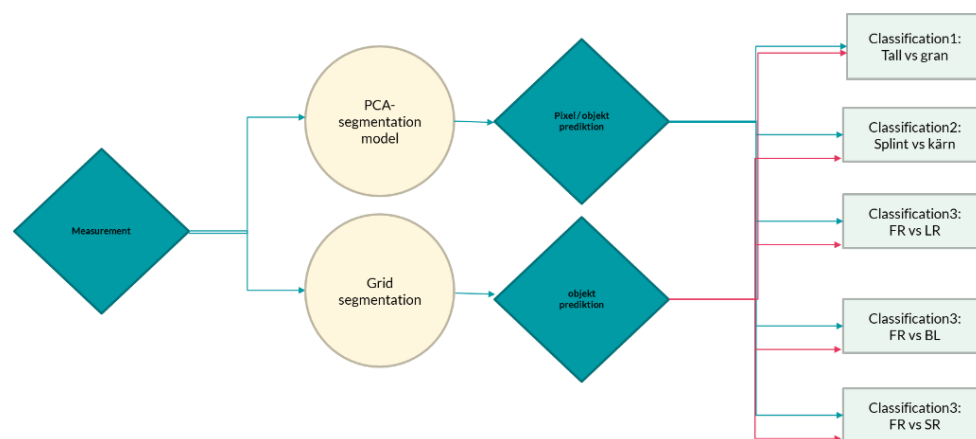 Measurement
PCA-
segmentation
model
Grid
segmentation
Pixel / objekt
prediktion
objekt
prediktion
Classification1:
Tall vs gran
Classification2:
Splint vs kärn
Classification3:
FR vs LR
Classification3:
FR vs BL
Classification3:
FR vs SR